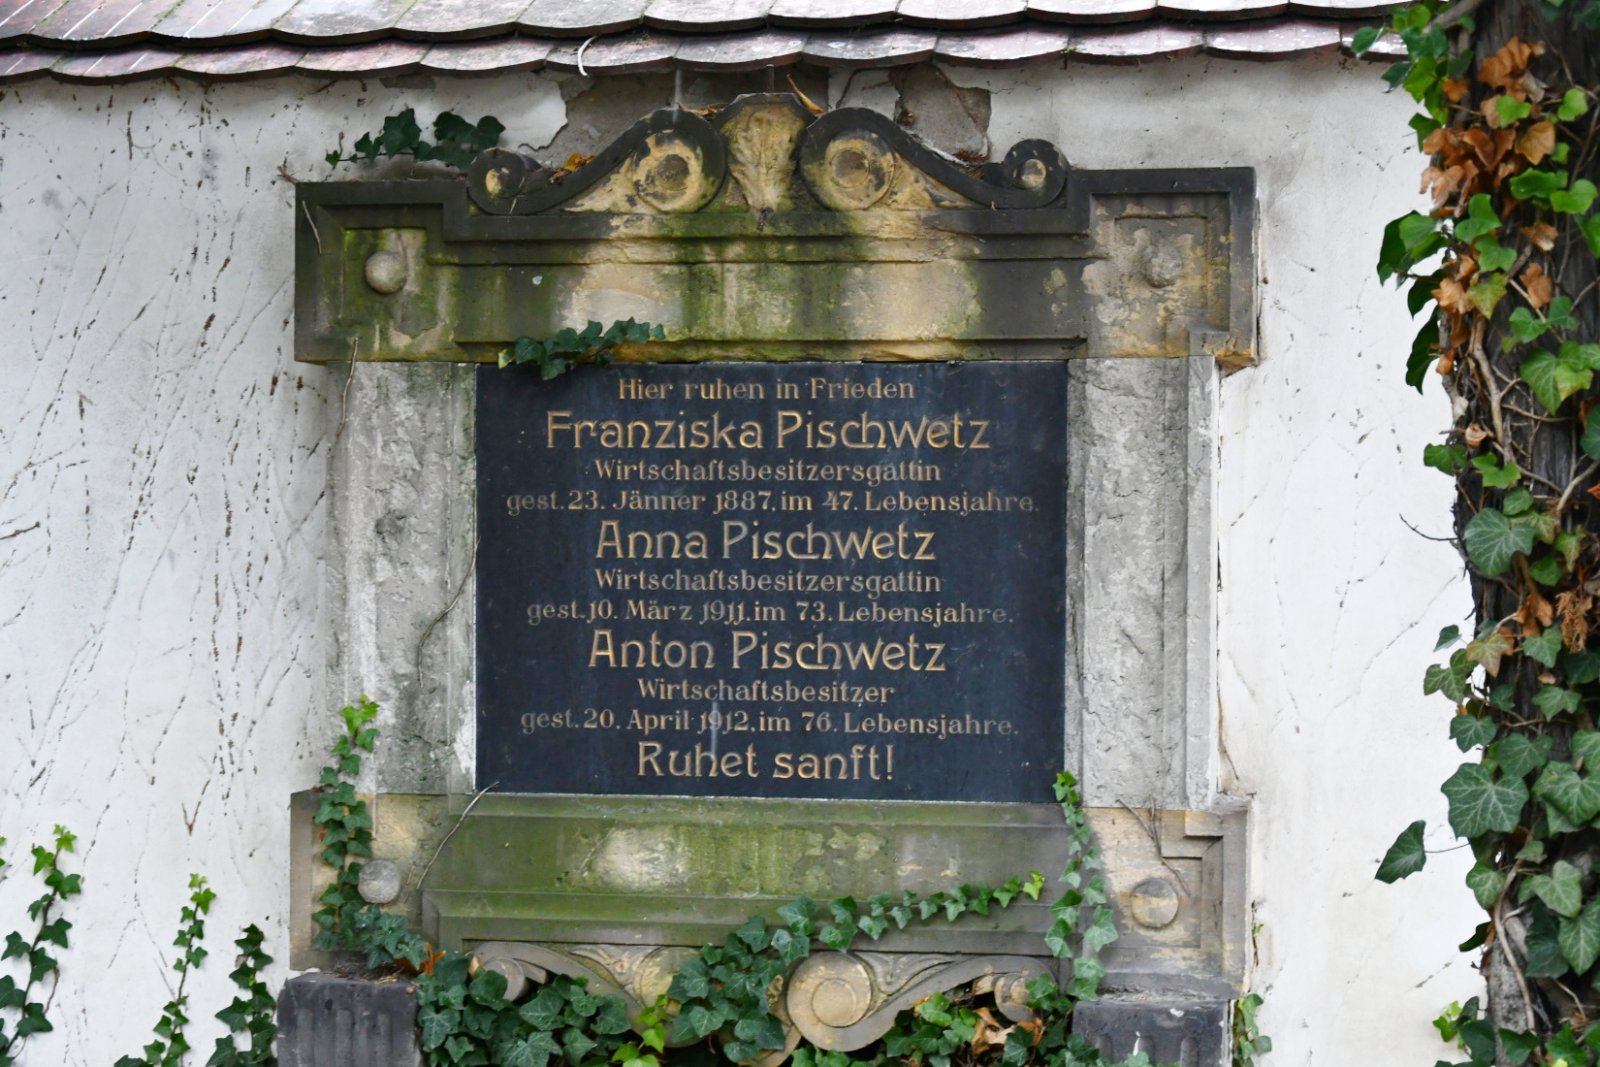 Hier ruhen in Frieden
Franziska Pischwetz
Wirtschaftsbesitzersgattin
gest. 23. Jänner 1887, im 47. Lebensjahre.
Anna Pischwetz
Wirtschaftsbesitzersgattin
gest. 10. März 1911. im 73. Lebensjahre.
Anton Pischwetz
Wirtschaftsbesitzer
gest. 20. April 1912, im 76. Lebensjahre.
Ruhet sanft!